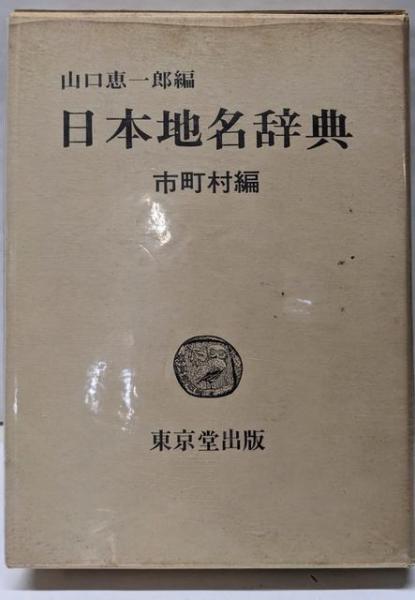 山口恵一郎編
日本地名辞典
市町村編
東京堂出版